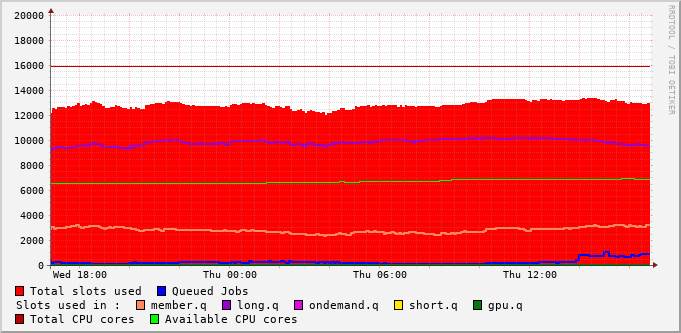 20000
18000
16000
14000
12000
10000
8000
6000
4000
2000
0
Wed 18:00 Thu 00:00 Thu 06:00 Thu 12:00
RRDTOOL / TOBI OETIKER
Total slots used Queued Jobs
Slots used in : member.q long.q ondemand.q short.q gpu.q
Total CPU cores Available CPU cores